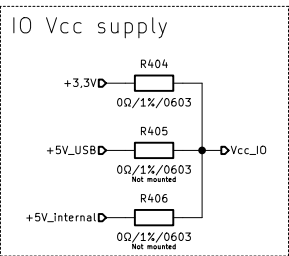 IO Vcc supply
R404
+3,3V
0Ω/1%/0603
R405
+5V_USB
Vcc_IO
0Ω/1%/0603
Not mounted
R406
+5V_internal
0Ω/1%/0603
Not mounted